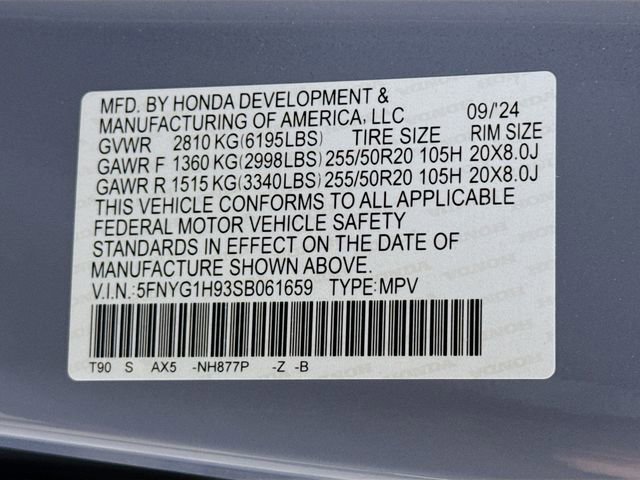 MFD. BY HONDA DEVELOPMENT &
MANUFACTURING OF AMERICA, LLC 09/'24
GVWR 2810 KG(6195LBS) TIRE SIZE RIM SIZE
GAWR F 1360 KG(2998LBS) 255/50R20 105H 20X8.0J
GAWR R 1515 KG(3340LBS) 255/50R20 105H 20X8.0J
THIS VEHICLE CONFORMS TO ALL APPLICABLE
FEDERAL MOTOR VEHICLE SAFETY
STANDARDS IN EFFECT ON THE DATE OF
MANUFACTURE SHOWN ABOVE.
V.I.N.:5FNYG1H93SB061659 TYPE:MPV
T90 S AX5 -NH877P -Z -B